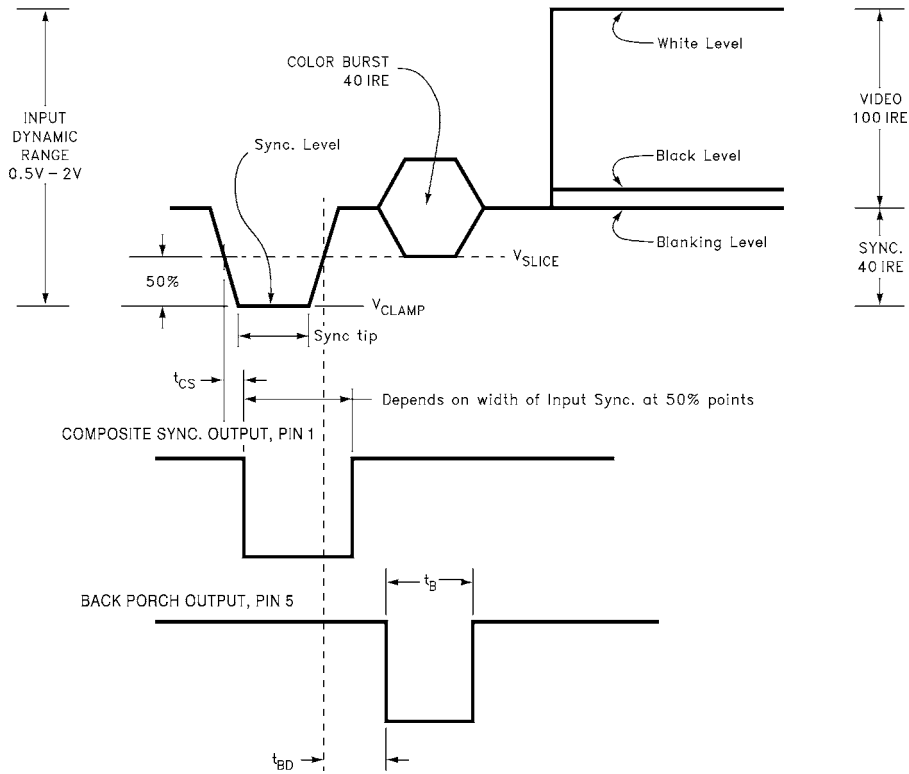 INPUT
DYNAMIC
RANGE
0.5V – 2V
COLOR BURST
40 IRE
Sync. Level
White Level
VIDEO
100 IRE
Black Level
Blanking Level
SYNC.
40 IRE
50%
VSLICE
VCLAMP
Sync tip
tCS
Depends on width of Input Sync. at 50% points
COMPOSITE SYNC. OUTPUT, PIN 1
tB
BACK PORCH OUTPUT, PIN 5
tBD